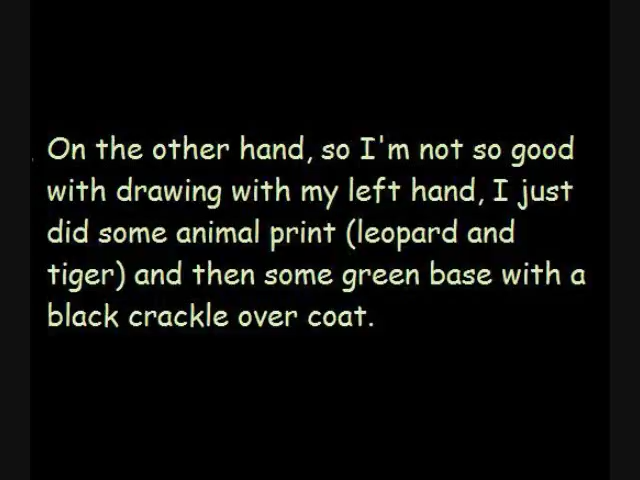 On the other hand, so I'm not so good
with drawing with my left hand, I just
did some animal print (leopard and
tiger) and then some green base with a
black crackle over coat.